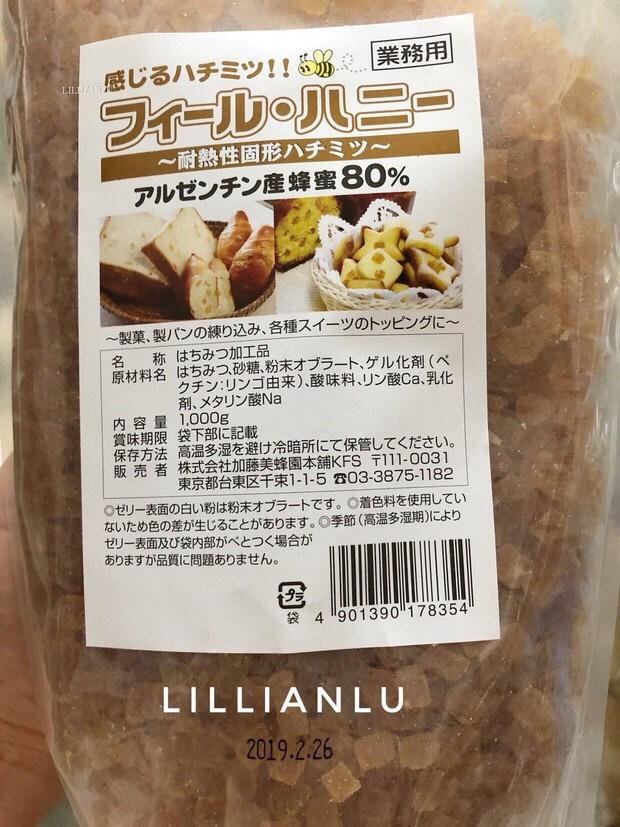 感じるハチミツ!!
業務用
LILLIANLU
フィール・ハニー
～耐熱性固形ハチミツ～
アルゼンチン産蜂蜜80%
～製菓、製パンの練り込み、各種スイーツのトッピングに～
名　称 はちみつ加工品
原材料名 はちみつ、砂糖、粉末オブラート、ゲル化剤(ペ
クチン:リンゴ由来)、酸味料、リン酸Ca、乳化
剤、メタリン酸Na
内容量 1,000g
賞味期限 袋下部に記載
保存方法 高温多湿を避け冷暗所にて保管してください。
販売者 株式会社加藤美蜂園本舗KFS 〒111-0031
東京都台東区千束1-1-5 ☎03-3875-1182
◎ゼリー表面の白い粉は粉末オブラートです。◎着色料を使用してい
ないため色の差が生じることがあります。◎季節(高温多湿期)により
ゼリー表面及び袋内部がべとつく場合が
ありますが品質に問題ありません。
プラ
袋
4 901390 178354
LILLIANLU
2019.2.26